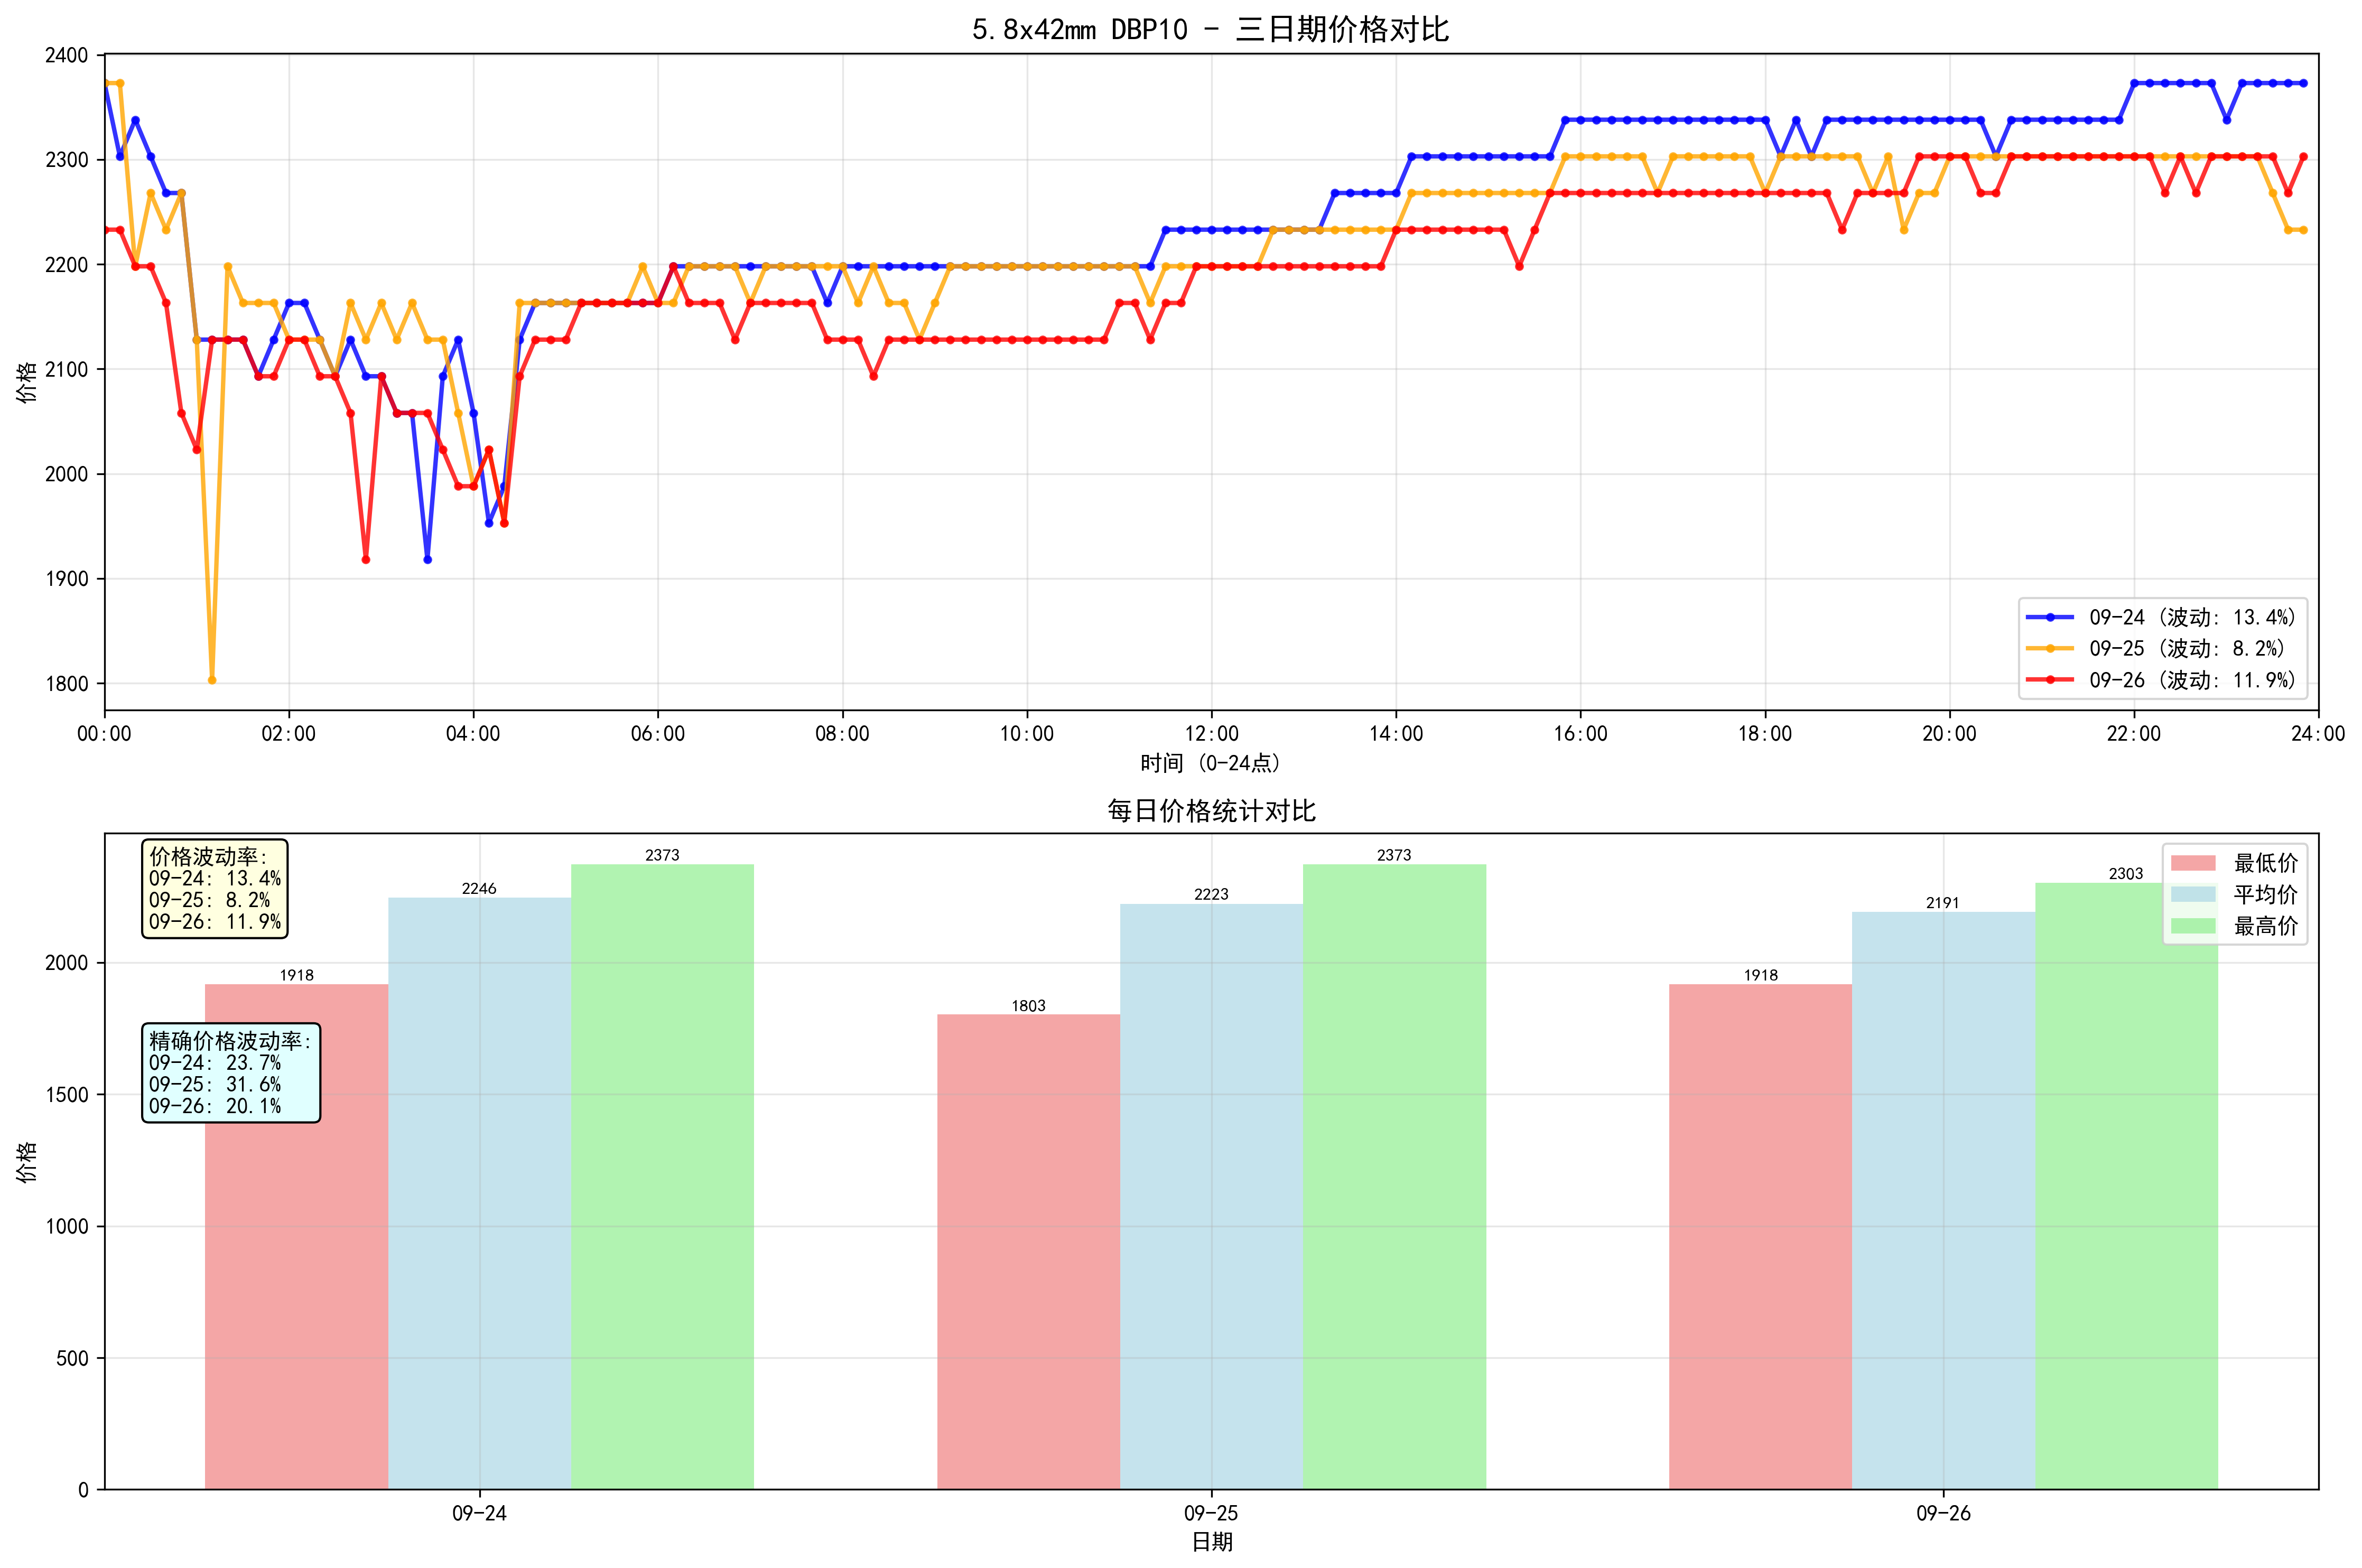 5.8x42mm DBP10 - 三日期价格对比
2400
2300
2200
2100
2000
1900
1800
价格
00:00 02:00 04:00 06:00 08:00 10:00 12:00 14:00 16:00 18:00 20:00 22:00 24:00
时间 (0-24点)
09-24 (波动: 13.4%)
09-25 (波动: 8.2%)
09-26 (波动: 11.9%)
每日价格统计对比
价格波动率:
09-24: 13.4%
09-25: 8.2%
09-26: 11.9%
精确价格波动率:
09-24: 23.7%
09-25: 31.6%
09-26: 20.1%
最低价
平均价
最高价
1918 2246 2373
1803 2223 2373
1918 2191 2303
2000
1500
1000
500
0
价格
09-24 09-25 09-26
日期